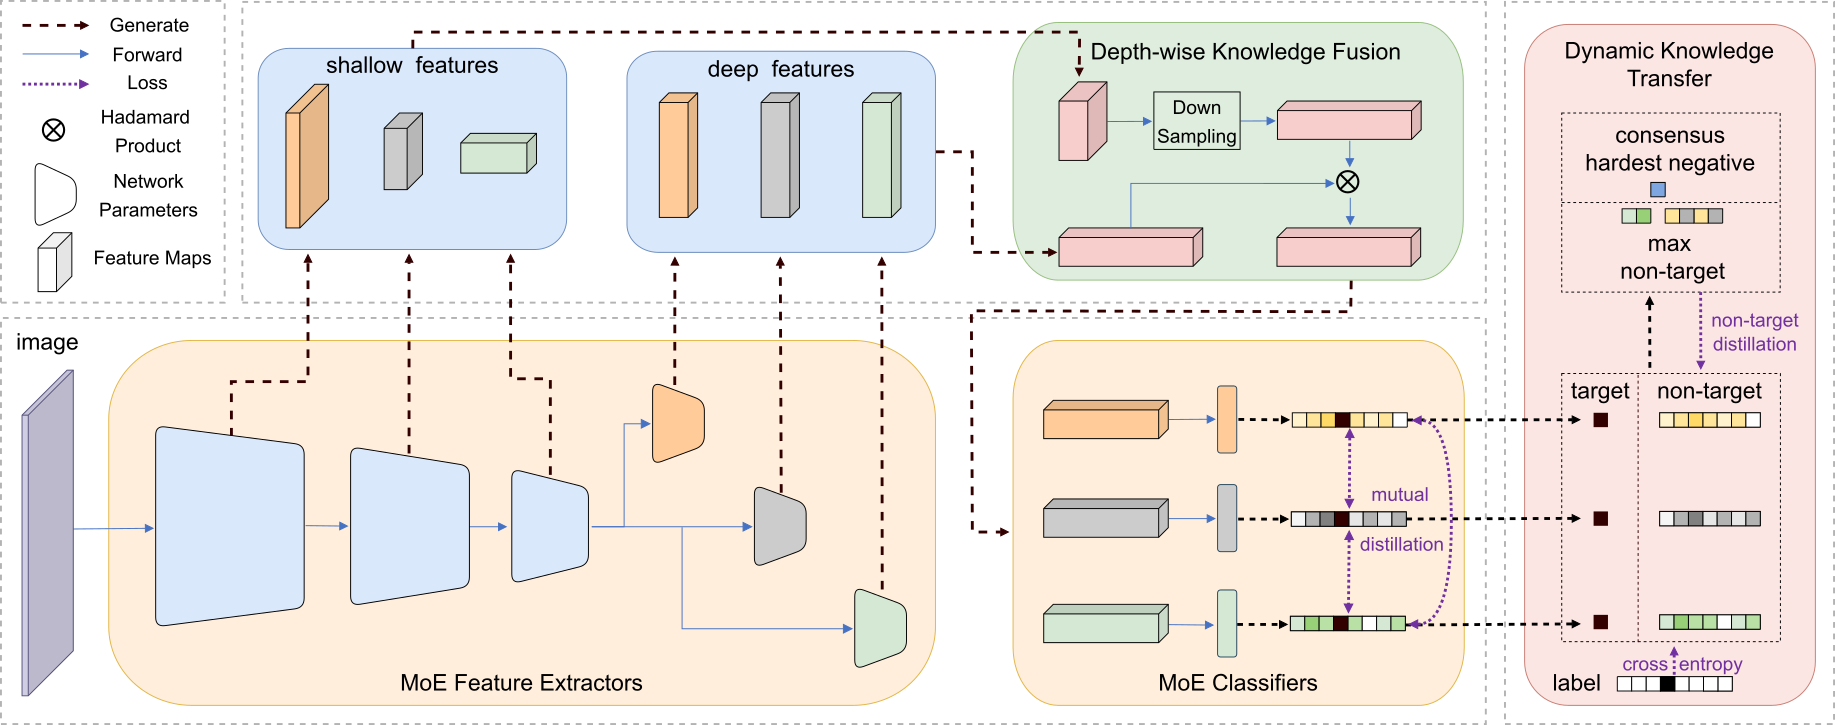 Generate
Forward
Loss
Hadamard
Product
Network
Parameters
Feature Maps
shallow features
deep features
Depth-wise Knowledge Fusion
Down
Sampling
image
MoE Feature Extractors
mutual
distillation
MoE Classifiers
Dynamic Knowledge
Transfer
consensus
hardest negative
max
non-target
non-target
distillation
target
non-target
cross entropy
label